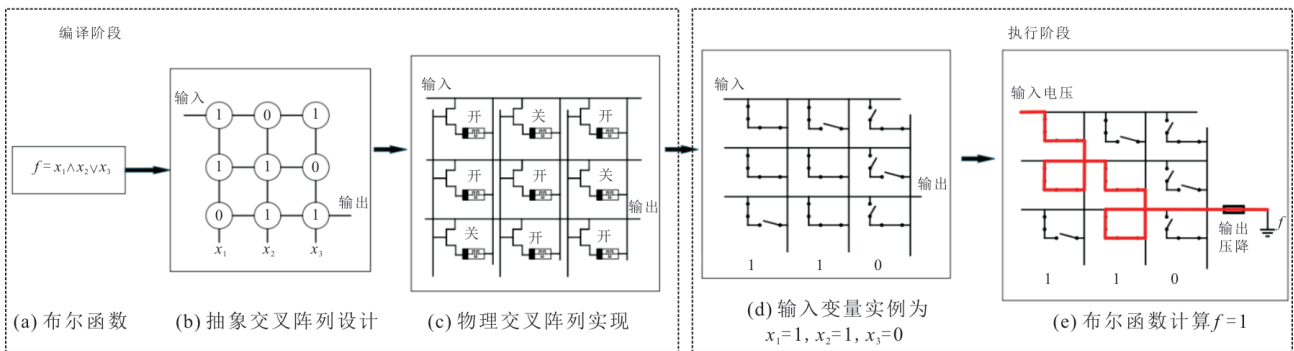 编译阶段
f=x₁∧x₂∨x₃
(a) 布尔函数
输入
1 0 1
1 1 0
0 1 1
输出
x₁ x₂ x₃
(b) 抽象交叉阵列设计
输入
开 关 开
开 开 关
输出
关 开 开
(c) 物理交叉阵列实现
输入
输出
1 1 0
(d) 输入变量实例为
x₁=1, x₂=1, x₃=0
执行阶段
输入电压
f
输出
压降
1 1 0
(e) 布尔函数计算f=1